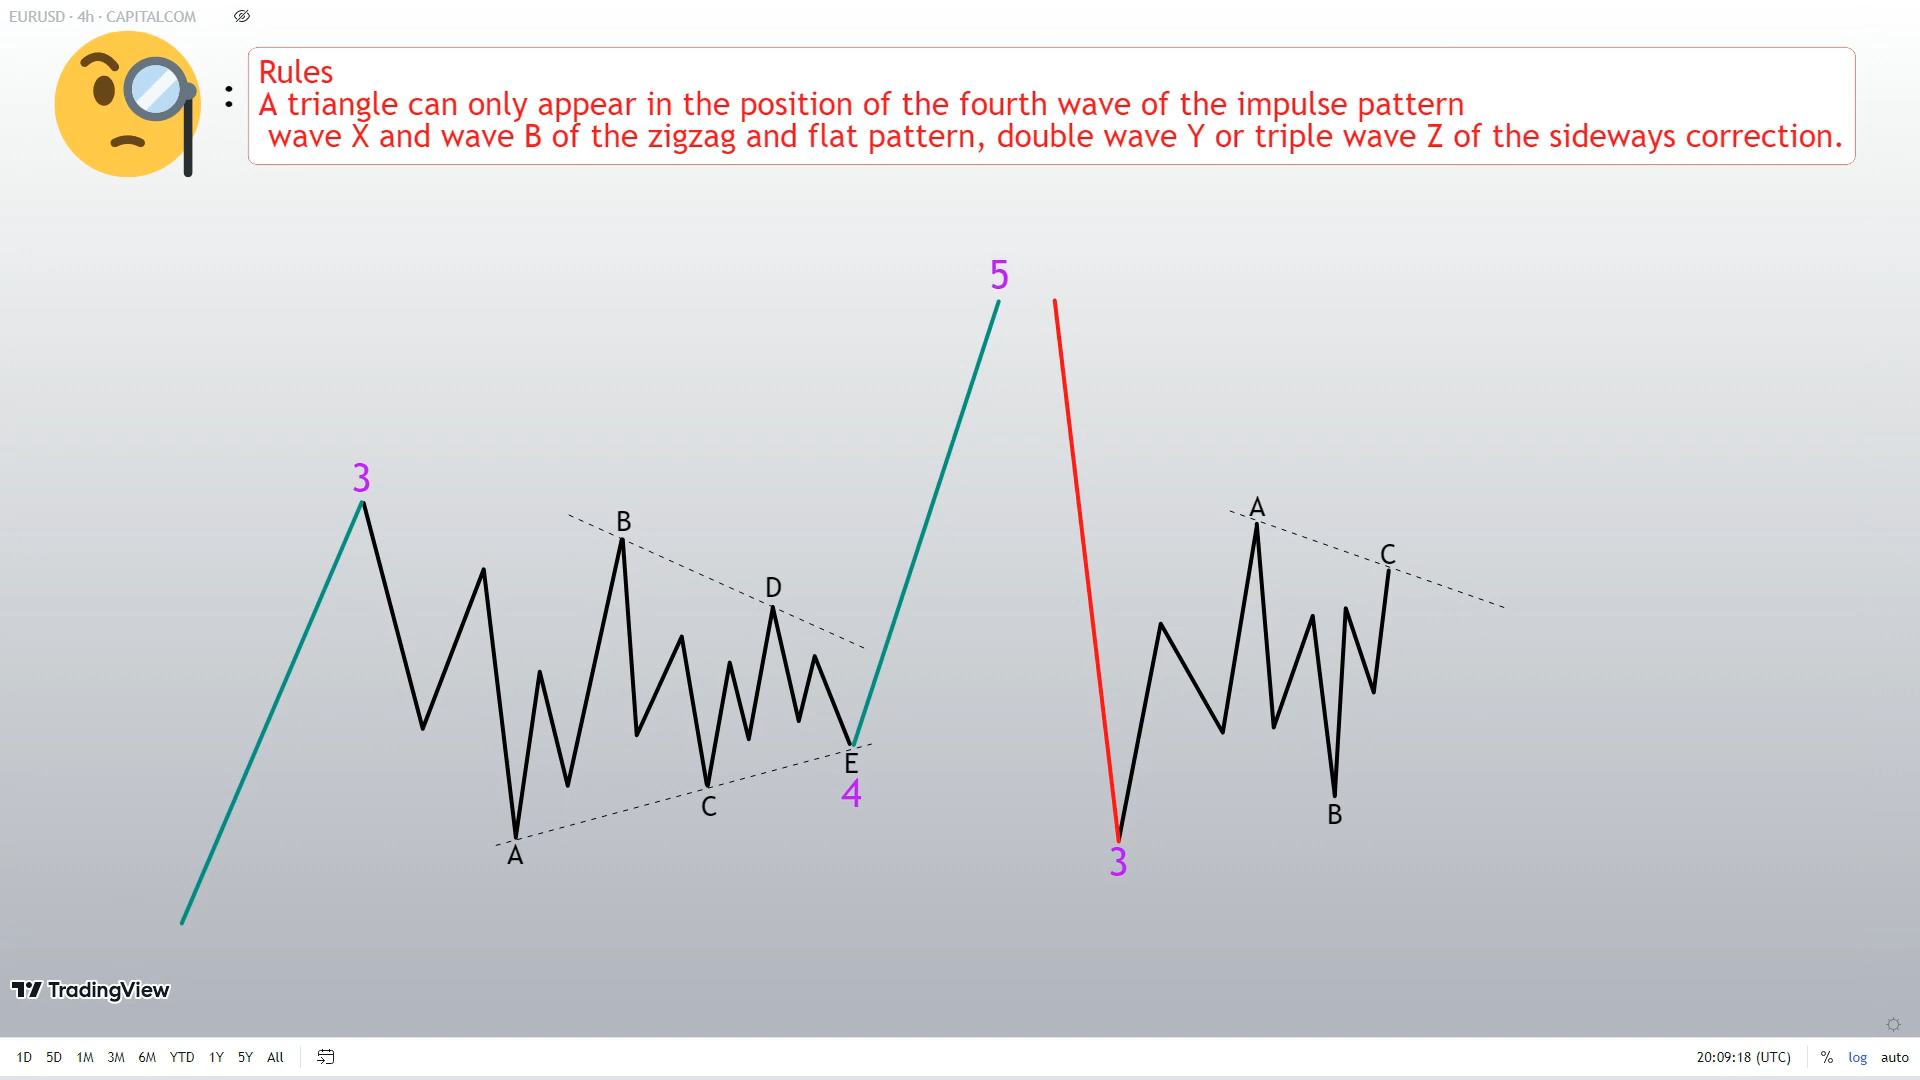 EURUSD · 4h · CAPITALCOM
:
Rules
A triangle can only appear in the position of the fourth wave of the impulse pattern
wave X and wave B of the zigzag and flat pattern, double wave Y or triple wave Z of the sideways correction.
5
3
B
D
A
C
E
4
A
C
B
3
TradingView
1D 5D 1M 3M 6M YTD 1Y 5Y All
20:09:18 (UTC) % log auto